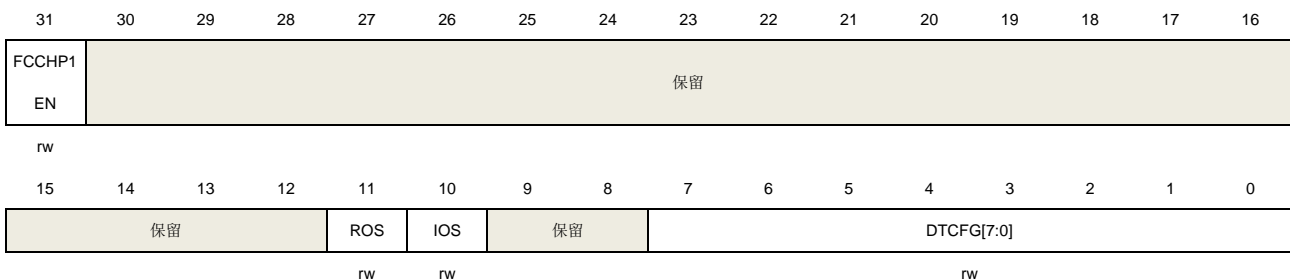 31 30 29 28 27 26 25 24 23 22 21 20 19 18 17 16
FCCHP1
EN
保留
rw
15 14 13 12 11 10 9 8 7 6 5 4 3 2 1 0
保留 ROS IOS 保留 DTCFG[7:0]
rw rw rw